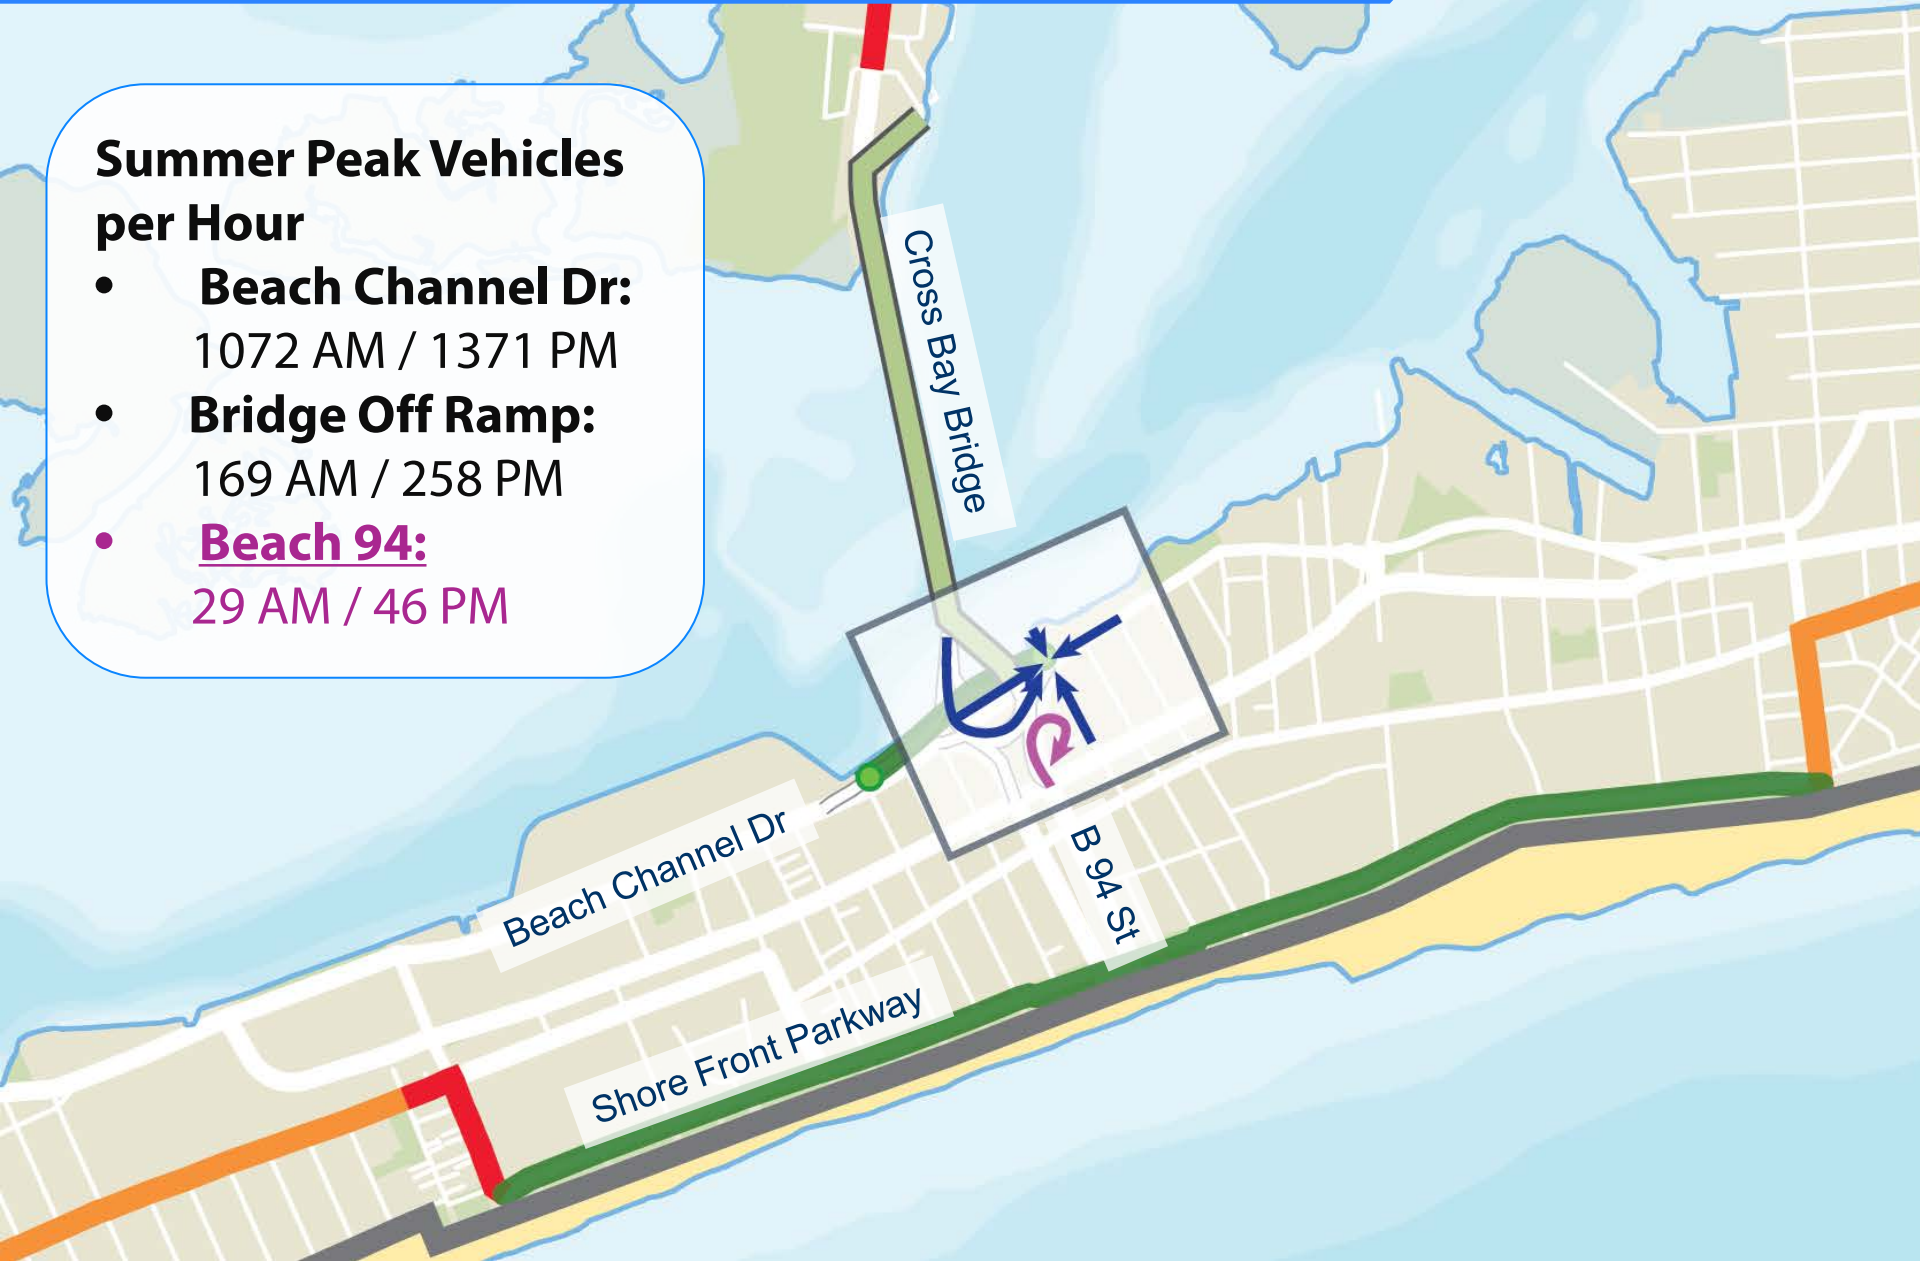 Summer Peak Vehicles
per Hour
• Beach Channel Dr:
1072 AM / 1371 PM
• Bridge Off Ramp:
169 AM / 258 PM
• Beach 94:
29 AM / 46 PM
Cross Bay Bridge
Beach Channel Dr
B 94 St
Shore Front Parkway